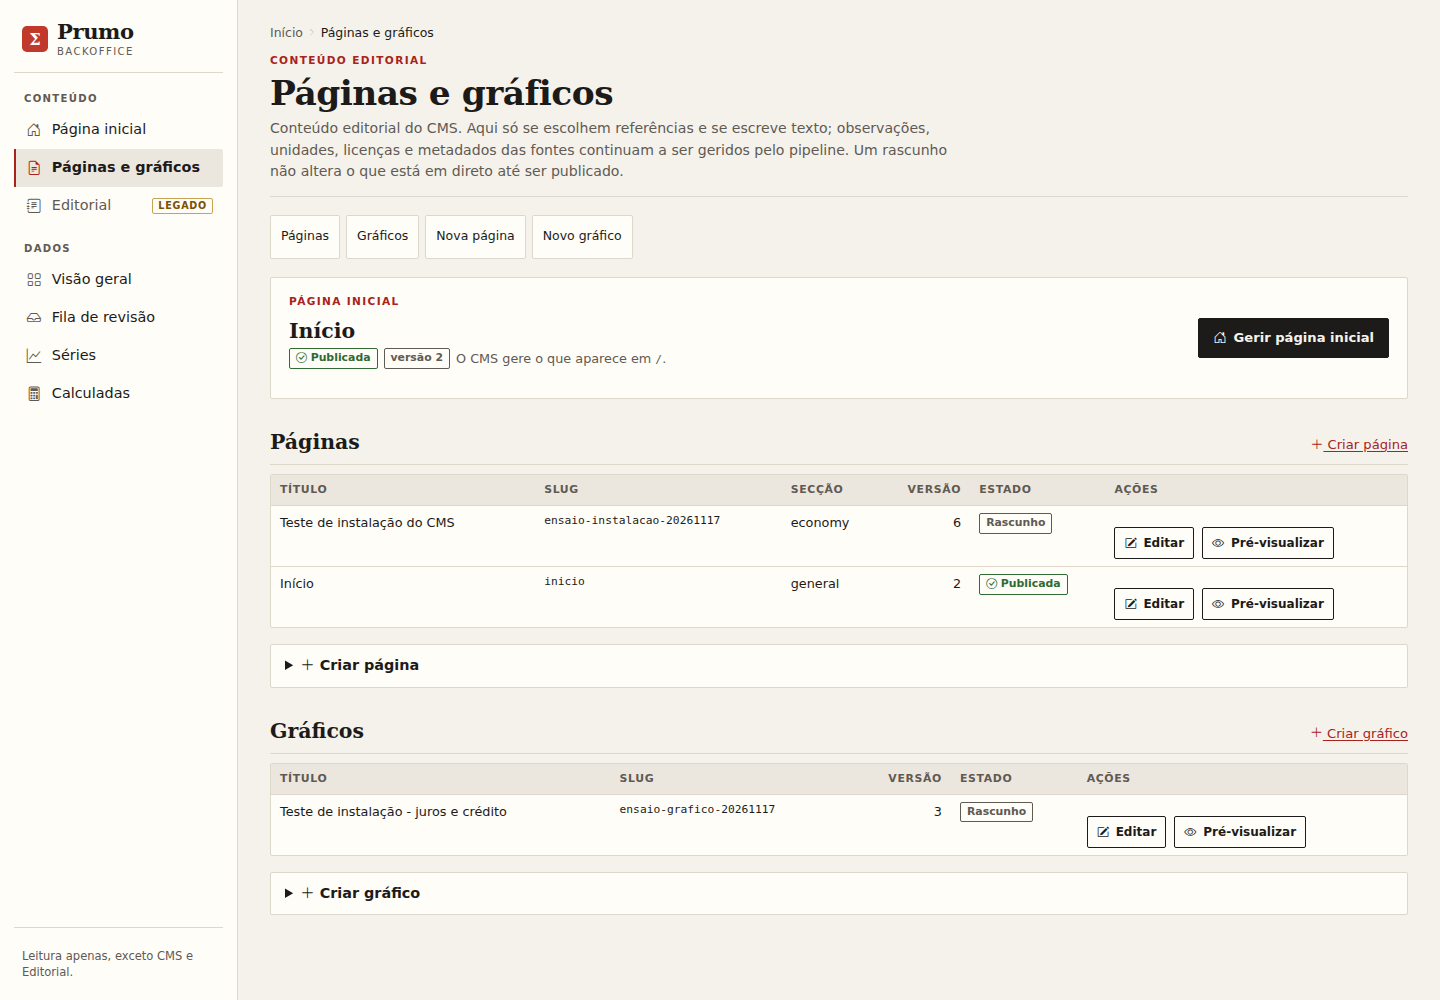 Σ Prumo
BACKOFFICE
CONTEÚDO
Página inicial
Páginas e gráficos
Editorial LEGADO
DADOS
Visão geral
Fila de revisão
Séries
Calculadas
Leitura apenas, exceto CMS e
Editorial.
Início › Páginas e gráficos
CONTEÚDO EDITORIAL
Páginas e gráficos
Conteúdo editorial do CMS. Aqui só se escolhem referências e se escreve texto; observações,
unidades, licenças e metadados das fontes continuam a ser geridos pelo pipeline. Um rascunho
não altera o que está em direto até ser publicado.
Páginas Gráficos Nova página Novo gráfico
PÁGINA INICIAL
Início
Publicada versão 2 O CMS gere o que aparece em /.
Gerir página inicial
Páginas
+ Criar página
TÍTULO SLUG SECÇÃO VERSÃO ESTADO AÇÕES
Teste de instalação do CMS ensaio-instalacao-20261117 economy 6 Rascunho Editar Pré-visualizar
Início inicio general 2 Publicada Editar Pré-visualizar
+ Criar página
Gráficos
+ Criar gráfico
TÍTULO SLUG VERSÃO ESTADO AÇÕES
Teste de instalação - juros e crédito ensaio-grafico-20261117 3 Rascunho Editar Pré-visualizar
+ Criar gráfico